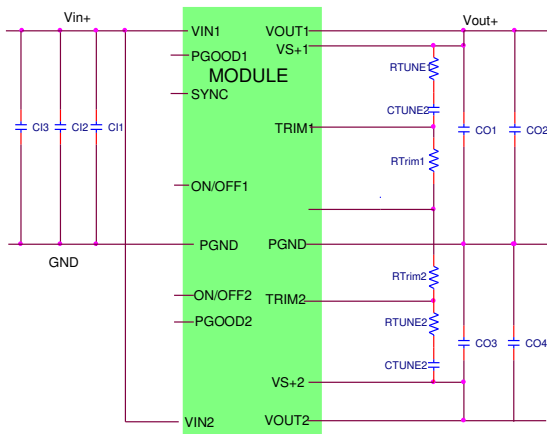 Vin+
Vout+
VIN1
VOUT1
VS+1
PGOOD1
RTUNE1
MODULE
SYNC
CTUNE2
TRIM1
CI3
CI2
CI1
CO1
CO2
RTrim1
ON/OFF1
PGND
PGND
GND
RTrim2
ON/OFF2
TRIM2
PGOOD2
RTUNE2
CO3
CO4
CTUNE2
VS+2
VIN2
VOUT2